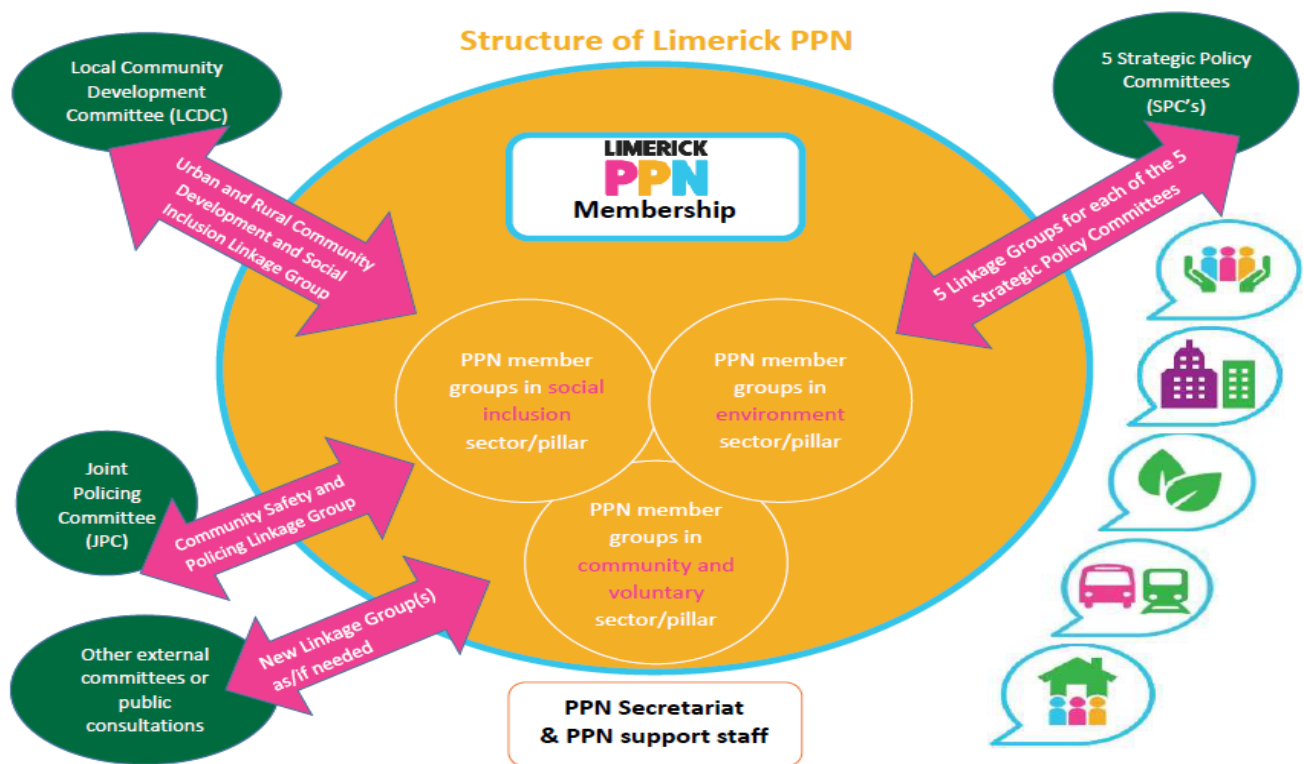 Structure of Limerick PPN
Local Community
Development
Committee (LCDC)
5 Strategic Policy
Committees
(SPC's)
Urban and Rural Community
Development and Social
Inclusion Linkage Group
LIMERICK
PPN
Membership
5 Linkage Groups for each of the 5
Strategic Policy Committees
PPN member
groups in social
inclusion
sector/pillar
PPN member
groups in
environment
sector/pillar
Joint
Policing
Committee
(JPC)
Community Safety and
Policing Linkage Group
PPN member
groups in
community and
voluntary
sector/pillar
Other external
committees or
public
consultations
New Linkage Group(s)
as/if needed
PPN Secretariat
& PPN support staff